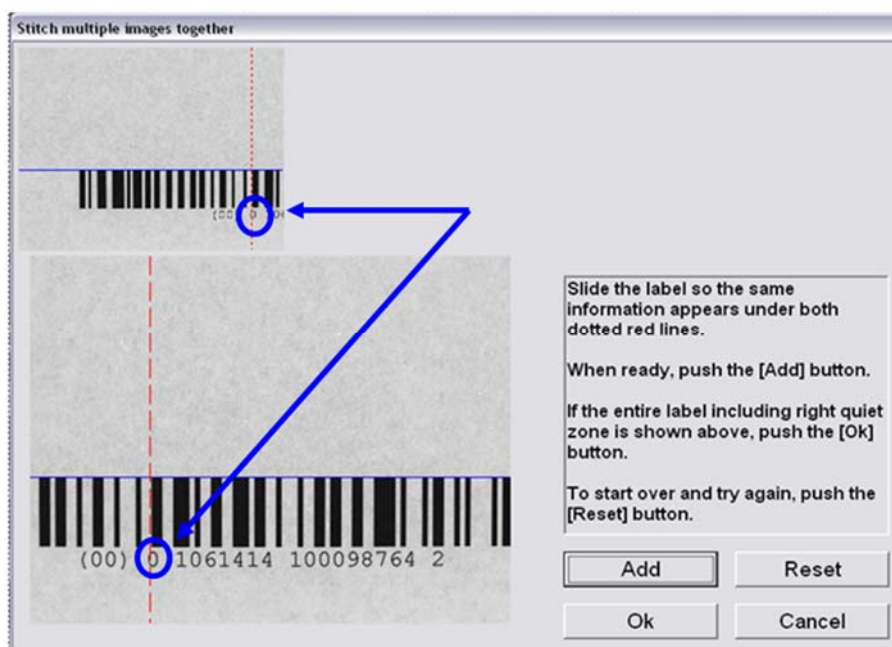 Stitch multiple images together
(00) 0
(00) 0 1061414 100098764 2
Slide the label so the same
information appears under both
dotted red lines.
When ready, push the [Add] button.
If the entire label including right quiet
zone is shown above, push the [Ok]
button.
To start over and try again, push the
[Reset] button.
Add
Reset
Ok
Cancel